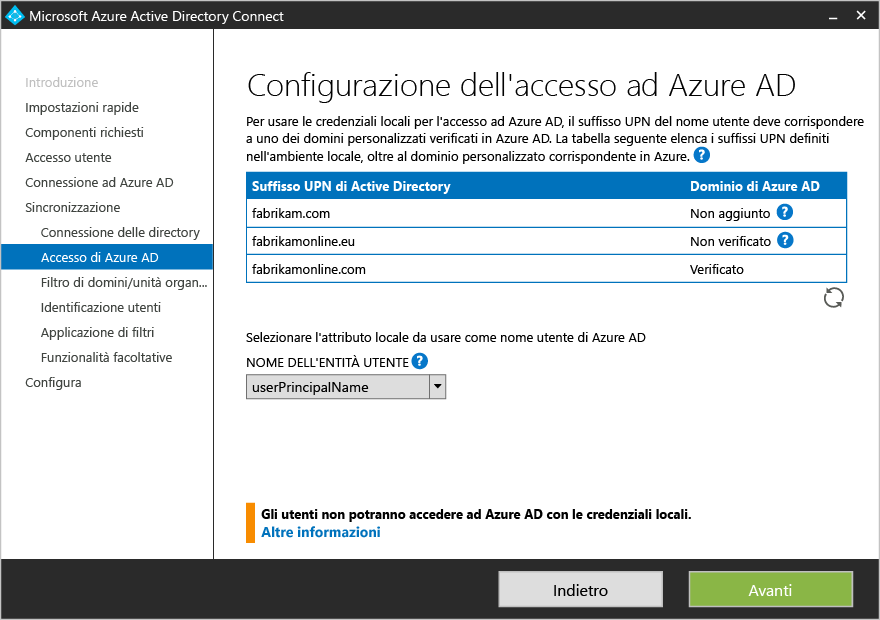 Microsoft Azure Active Directory Connect
Introduzione
Impostazioni rapide
Componenti richiesti
Accesso utente
Connessione ad Azure AD
Sincronizzazione
Connessione delle directory
Accesso di Azure AD
Filtro di domini/unità organ...
Identificazione utenti
Applicazione di filtri
Funzionalità facoltative
Configura
Configurazione dell'accesso ad Azure AD
Per usare le credenziali locali per l'accesso ad Azure AD, il suffisso UPN del nome utente deve corrispondere
a uno dei domini personalizzati verificati in Azure AD. La tabella seguente elenca i suffissi UPN definiti
nell'ambiente locale, oltre al dominio personalizzato corrispondente in Azure. ?
Suffisso UPN di Active Directory Dominio di Azure AD
fabrikam.com Non aggiunto ?
fabrikamonline.eu Non verificato ?
fabrikamonline.com Verificato
Selezionare l'attributo locale da usare come nome utente di Azure AD
NOME DELL'ENTITÀ UTENTE ?
userPrincipalName
Gli utenti non potranno accedere ad Azure AD con le credenziali locali.
Altre informazioni
Indietro Avanti